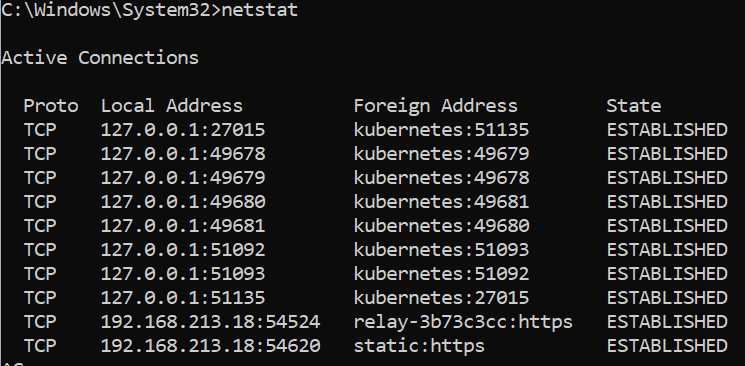 C:\Windows\System32>netstat
Active Connections
Proto Local Address Foreign Address State
TCP 127.0.0.1:27015 kubernetes:51135 ESTABLISHED
TCP 127.0.0.1:49678 kubernetes:49679 ESTABLISHED
TCP 127.0.0.1:49679 kubernetes:49678 ESTABLISHED
TCP 127.0.0.1:49680 kubernetes:49681 ESTABLISHED
TCP 127.0.0.1:49681 kubernetes:49680 ESTABLISHED
TCP 127.0.0.1:51092 kubernetes:51093 ESTABLISHED
TCP 127.0.0.1:51093 kubernetes:51092 ESTABLISHED
TCP 127.0.0.1:51135 kubernetes:27015 ESTABLISHED
TCP 192.168.213.18:54524 relay-3b73c3cc:https ESTABLISHED
TCP 192.168.213.18:54620 static:https ESTABLISHED